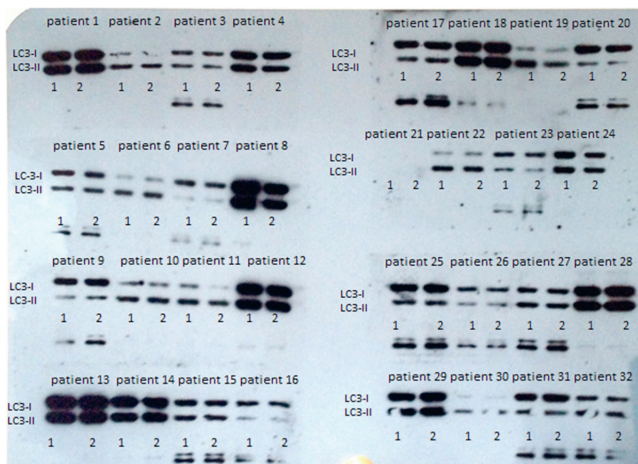 patient 1 patient 2 patient 3 patient 4
LC3-I
LC3-II
1 2 1 2 1 2 1 2
patient 5 patient 6 patient 7 patient 8
LC-3-I
LC3-II
1 2 1 2 1 2 1 2
patient 9 patient 10 patient 11 patient 12
LC3-I
LC3-II
1 2 1 2 1 2 1 2
patient 13 patient 14 patient 15 patient 16
LC3-I
LC3-II
1 2 1 2 1 2 1 2
patient 17 patient 18 patient 19 patient 20
LC3-I
LC3-II
1 2 1 2 1 2 1 2
patient 21 patient 22 patient 23 patient 24
LC3-I
LC3-II
1 2 1 2 1 2 1 2
patient 25 patient 26 patient 27 patient 28
LC3-I
LC3-II
1 2 1 2 1 2 1 2
patient 29 patient 30 patient 31 patient 32
LC3-I
LC3-II
1 2 1 2 1 2 1 2